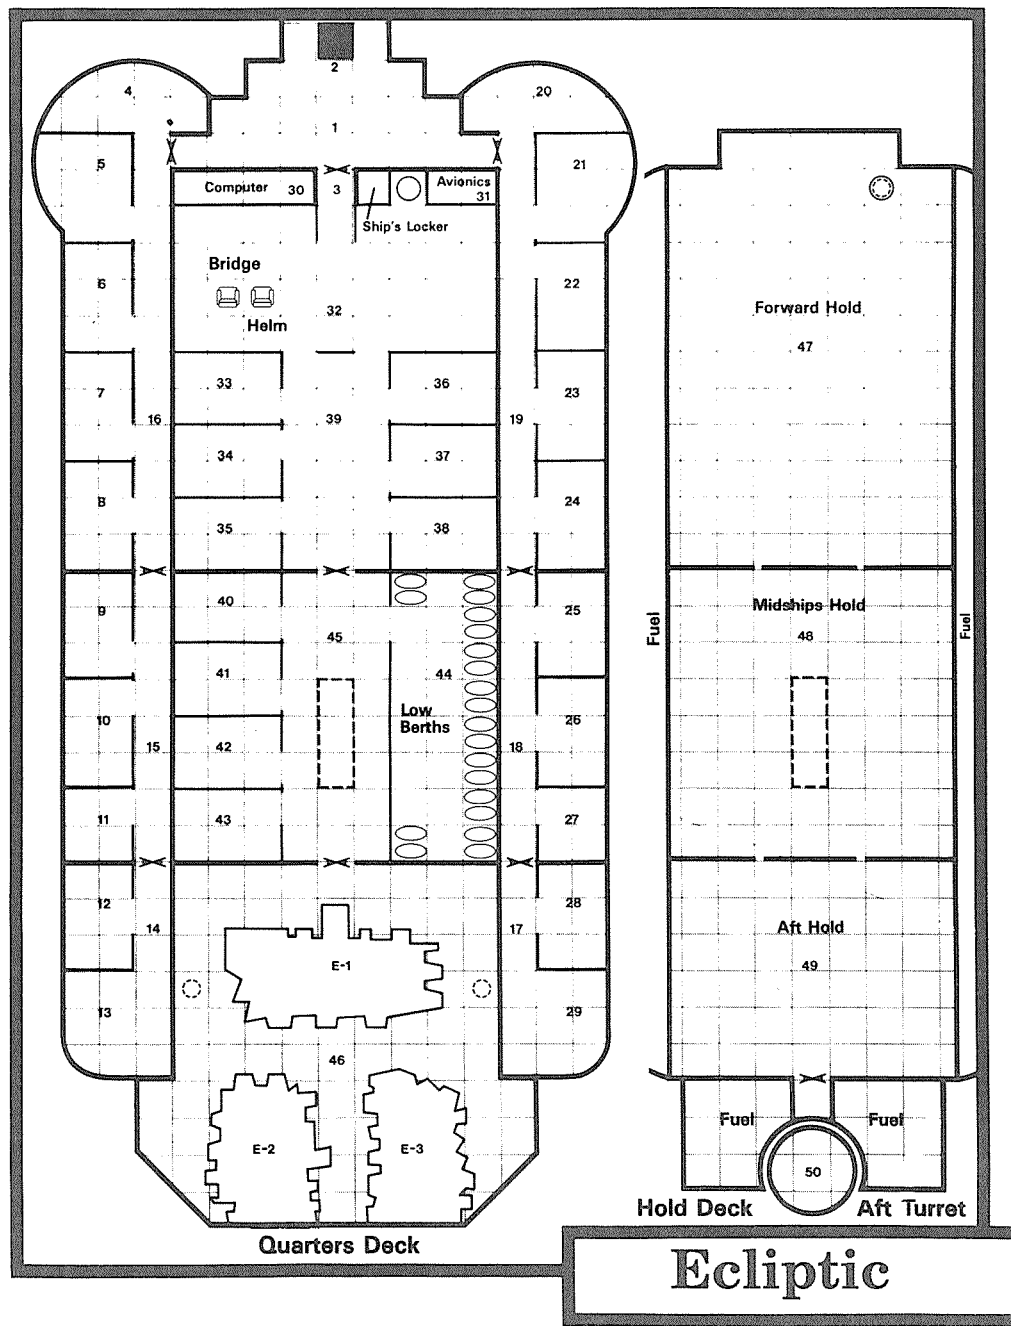 2
4
20
1
5
21
Computer
30
3
Avionics
31
Ship's Locker
Bridge
6
22
Helm
32
33
36
7
23
16
39
19
34
37
8
24
35
38
9
40
25
45
41
44
10
Low
Berths
26
15
42
18
11
43
27
12
28
14
17
E-1
13
29
46
E-2
E-3
Quarters Deck
Forward Hold
47
Fuel
Midships Hold
48
Fuel
Aft Hold
49
Fuel
Fuel
50
Hold Deck
Aft Turret
Ecliptic